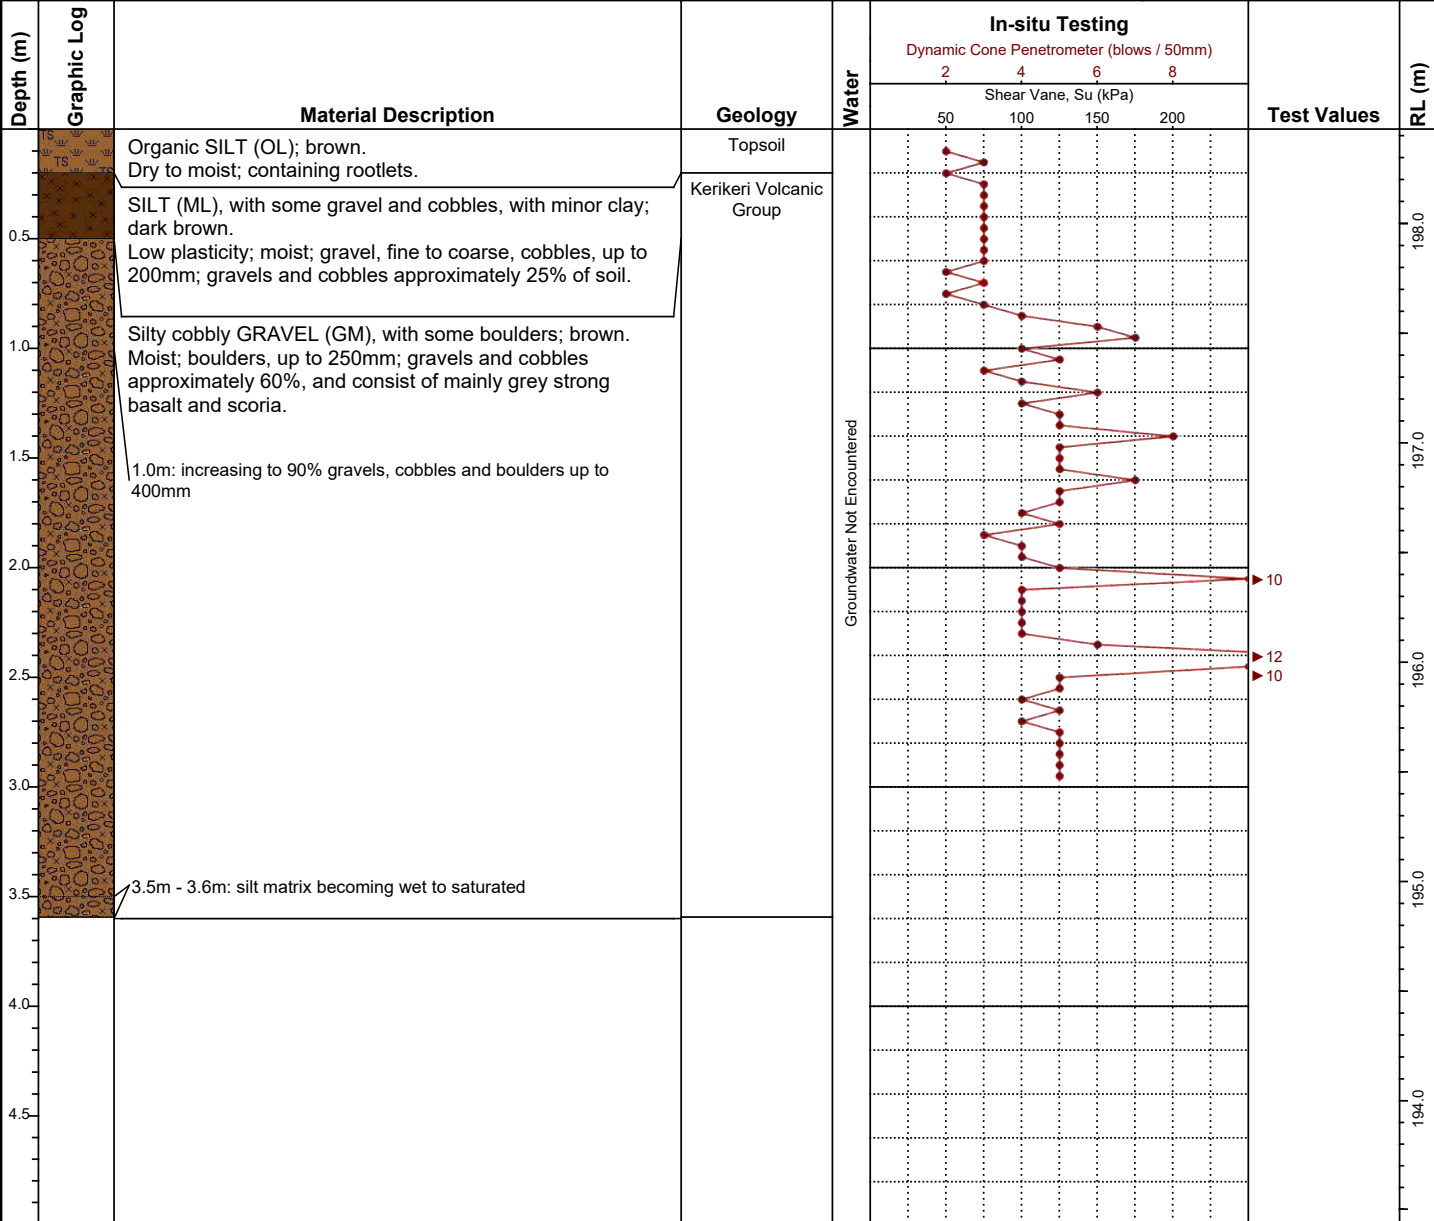 Depth (m)
Graphic Log
Material Description
Geology
Water
In-situ Testing
Dynamic Cone Penetrometer (blows / 50mm)
2 4 6 8
Shear Vane, Su (kPa)
50 100 150 200
Test Values
RL (m)
TS
TS
TS
Organic SILT (OL); brown.
Dry to moist; containing rootlets.
Topsoil
SILT (ML), with some gravel and cobbles, with minor clay;
dark brown.
Low plasticity; moist; gravel, fine to coarse, cobbles, up to
200mm; gravels and cobbles approximately 25% of soil.
Kerikeri Volcanic
Group
Silty cobbly GRAVEL (GM), with some boulders; brown.
Moist; boulders, up to 250mm; gravels and cobbles
approximately 60%, and consist of mainly grey strong
basalt and scoria.
1.0m: increasing to 90% gravels, cobbles and boulders up to
400mm
3.5m - 3.6m: silt matrix becoming wet to saturated
Groundwater Not Encountered
0.5
1.0
1.5
2.0
2.5
3.0
3.5
4.0
4.5
10
12
10
198.0
197.0
196.0
195.0
194.0